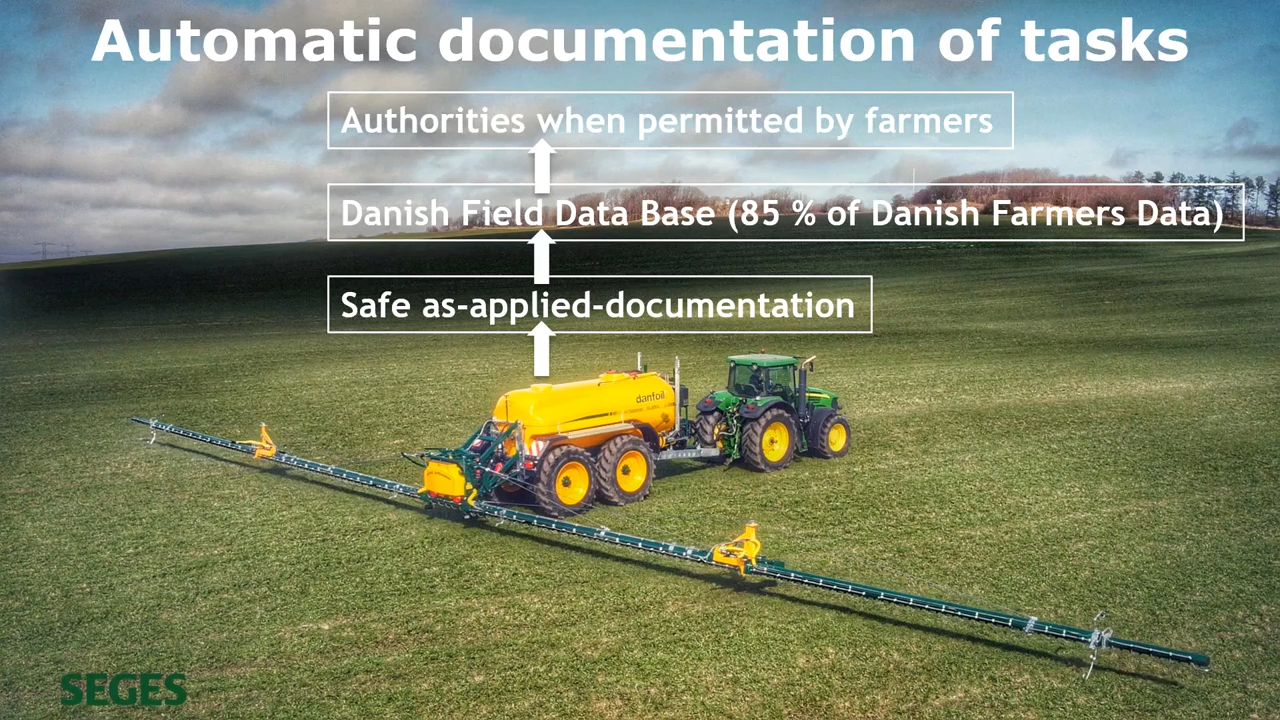 Automatic documentation of tasks
Authorities when permitted by farmers
Danish Field Data Base (85 % of Danish Farmers Data)
Safe as-applied-documentation
danfoil
SEGES